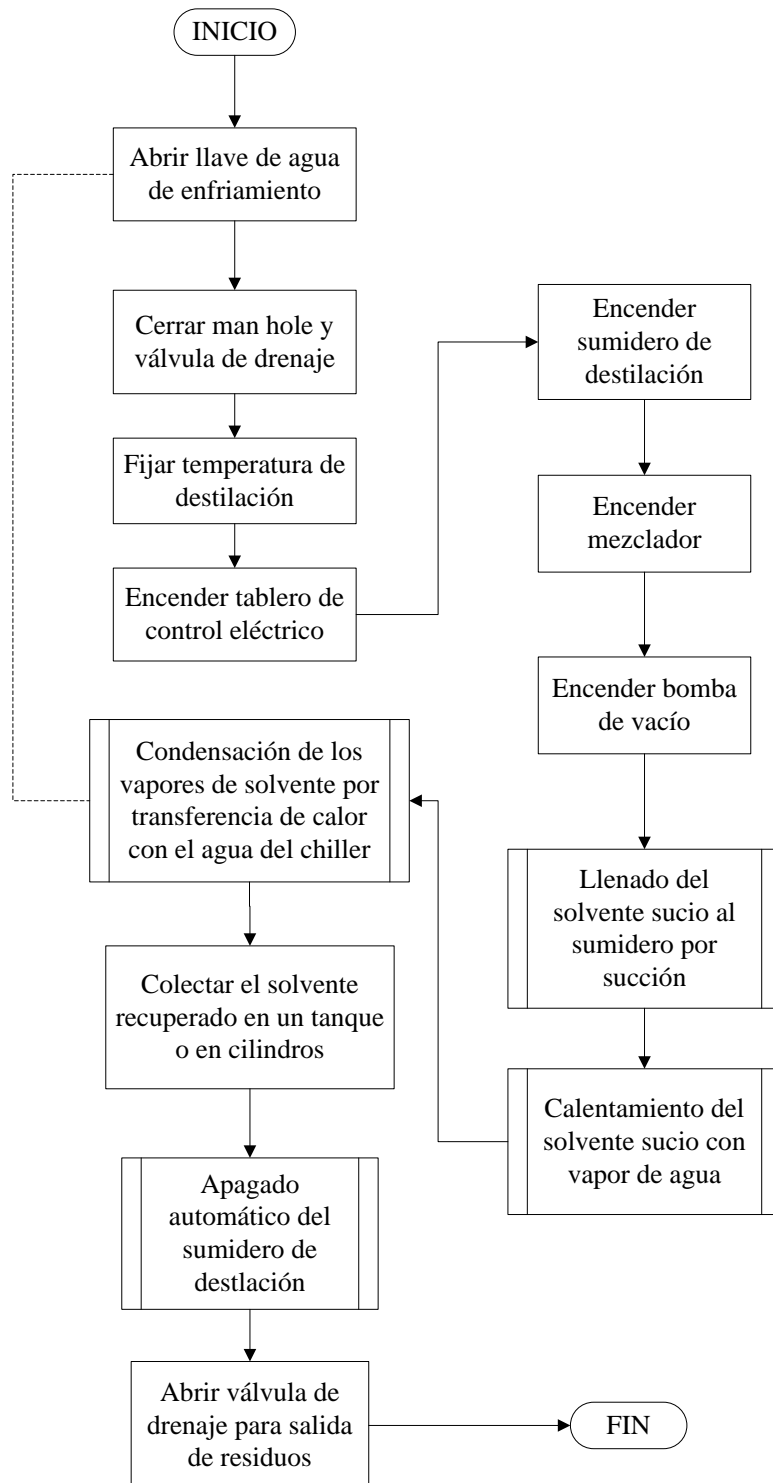 INICIO
Abrir llave de agua
de enfriamiento
Cerrar man hole y
válvula de drenaje
Fijar temperatura de
destilación
Encender tablero de
control eléctrico
Encender
sumidero de
destilación
Encender
mezclador
Encender bomba
de vacío
Llenado del
solvente sucio al
sumidero por
succión
Calentamiento del
solvente sucio con
vapor de agua
Condensación de los
vapores de solvente por
transferencia de calor
con el agua del chiller
Colectar el solvente
recuperado en un tanque
o en cilindros
Apagado
automático del
sumidero de
destlación
Abrir válvula de
drenaje para salida
de residuos
FIN